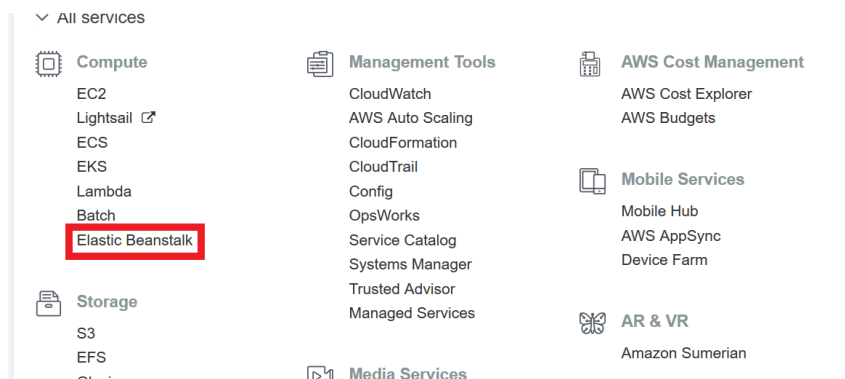 All services
Compute
EC2
Lightsail
ECS
EKS
Lambda
Batch
Elastic Beanstalk
Storage
S3
EFS
Management Tools
CloudWatch
AWS Auto Scaling
CloudFormation
CloudTrail
Config
OpsWorks
Service Catalog
Systems Manager
Trusted Advisor
Managed Services
Media Services
AWS Cost Management
AWS Cost Explorer
AWS Budgets
Mobile Services
Mobile Hub
AWS AppSync
Device Farm
AR & VR
Amazon Sumerian